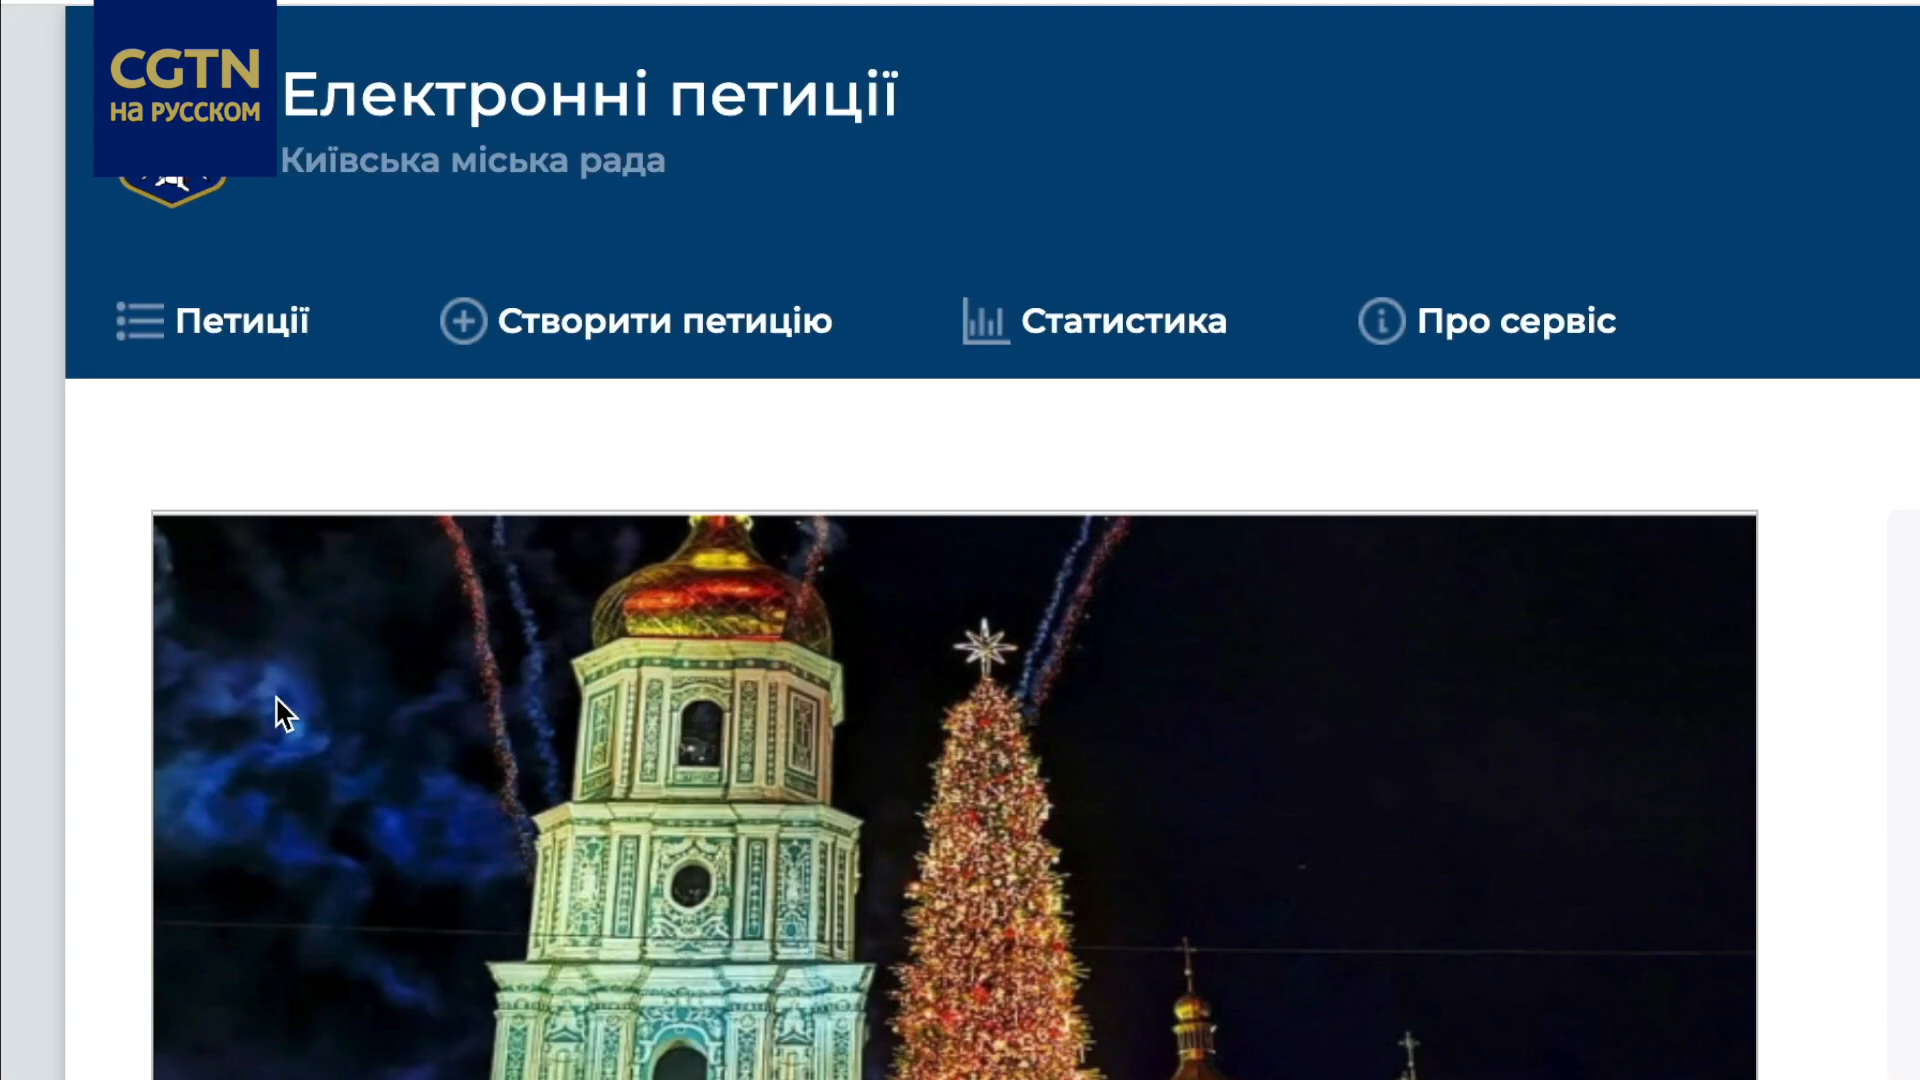 CGTN
на русском
Електронні петиції
Київська міська рада
Петиції
Створити петицію
Статистика
Про сервіс